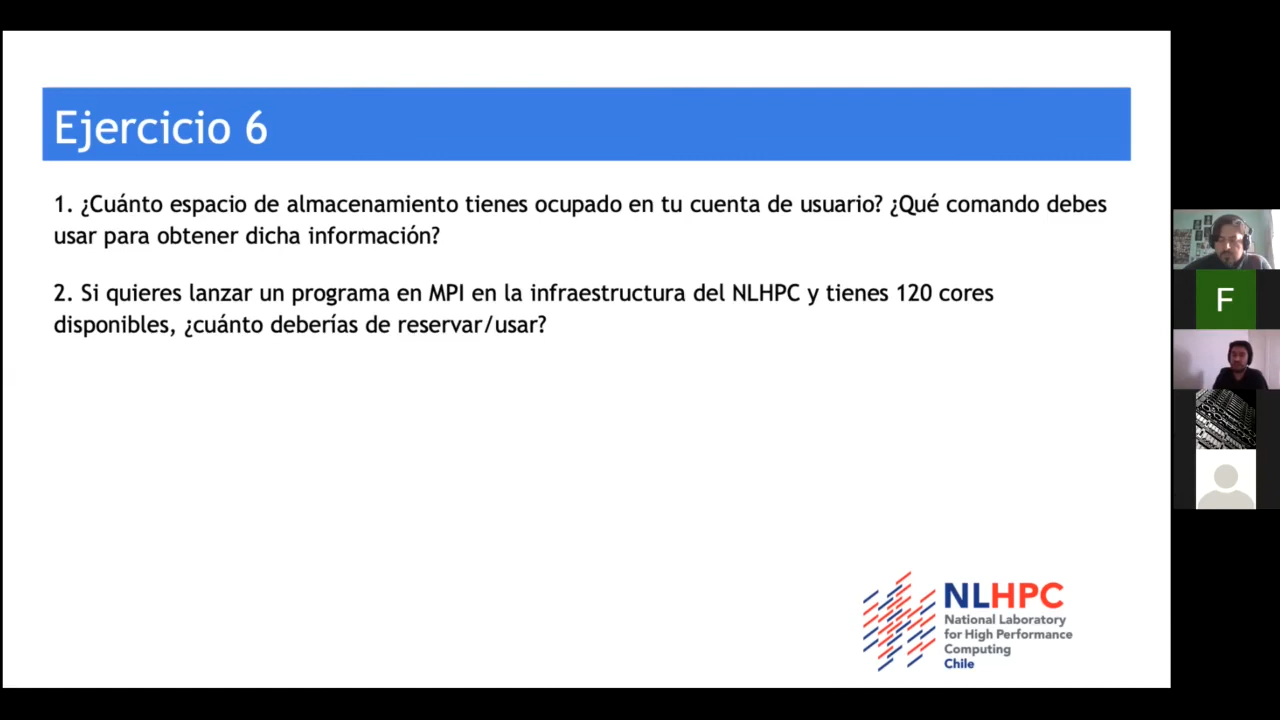 Ejercicio 6
1. ¿Cuánto espacio de almacenamiento tienes ocupado en tu cuenta de usuario? ¿Qué comando debes
usar para obtener dicha información?
2. Si quieres lanzar un programa en MPI en la infraestructura del NLHPC y tienes 120 cores
disponibles, ¿cuánto deberías de reservar/usar?
F
NLHPC
National Laboratory
for High Performance
Computing
Chile